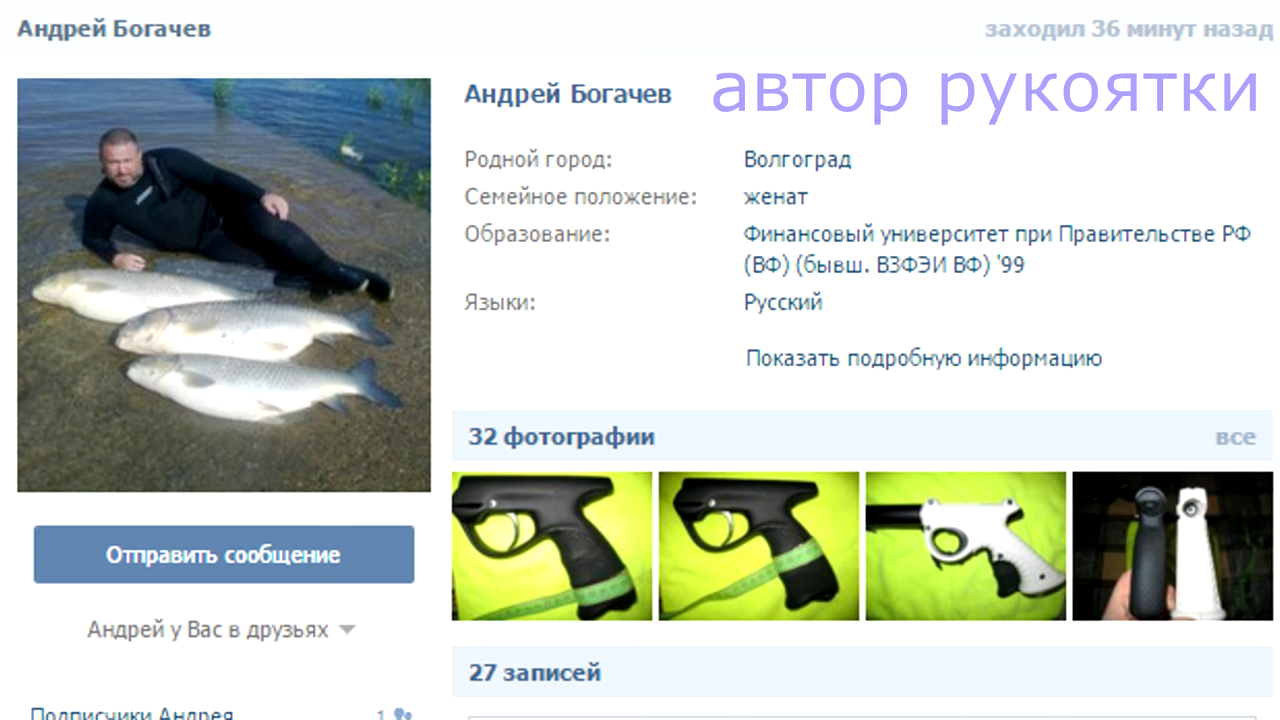 Андрей Богачев
заходил 36 минут назад
Андрей Богачев
автор рукоятки
Родной город: Волгоград
Семейное положение: женат
Образование: Финансовый университет при Правительстве РФ
(ВФ) (бывш. ВЗФЭИ ВФ) '99
Языки: Русский
Показать подробную информацию
32 фотографии
все
Отправить сообщение
Андрей у Вас в друзьях
27 записей
Подписчики Андрея
1